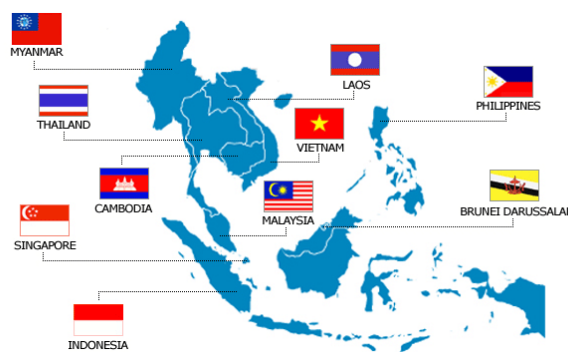 MYANMAR
LAOS
PHILIPPINES
THAILAND
VIETNAM
CAMBODIA
MALAYSIA
BRUNEI DARUSSALA
SINGAPORE
INDONESIA